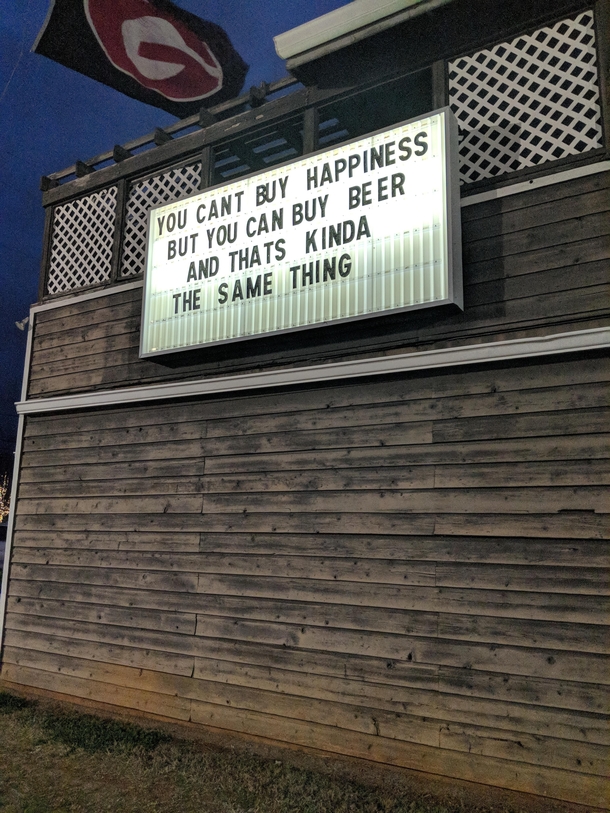 G
YOU CANT BUY HAPPINESS
BUT YOU CAN BUY BEER
AND THATS KINDA
THE SAME THING